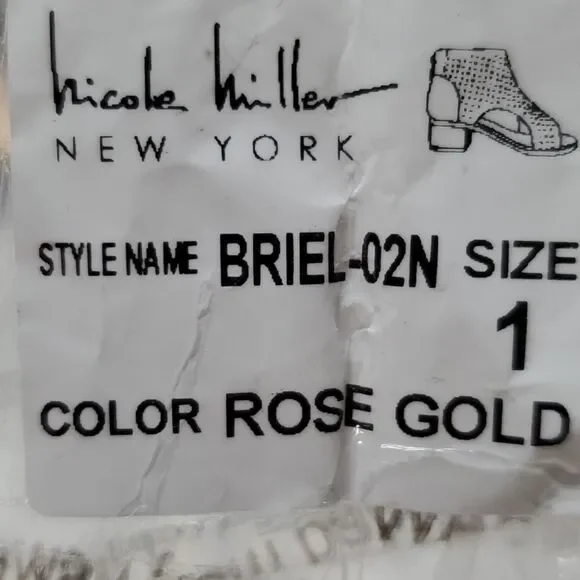 Nicole Miller
NEW YORK
STYLE NAME BRIEL-02N SIZE
1
COLOR ROSE GOLD